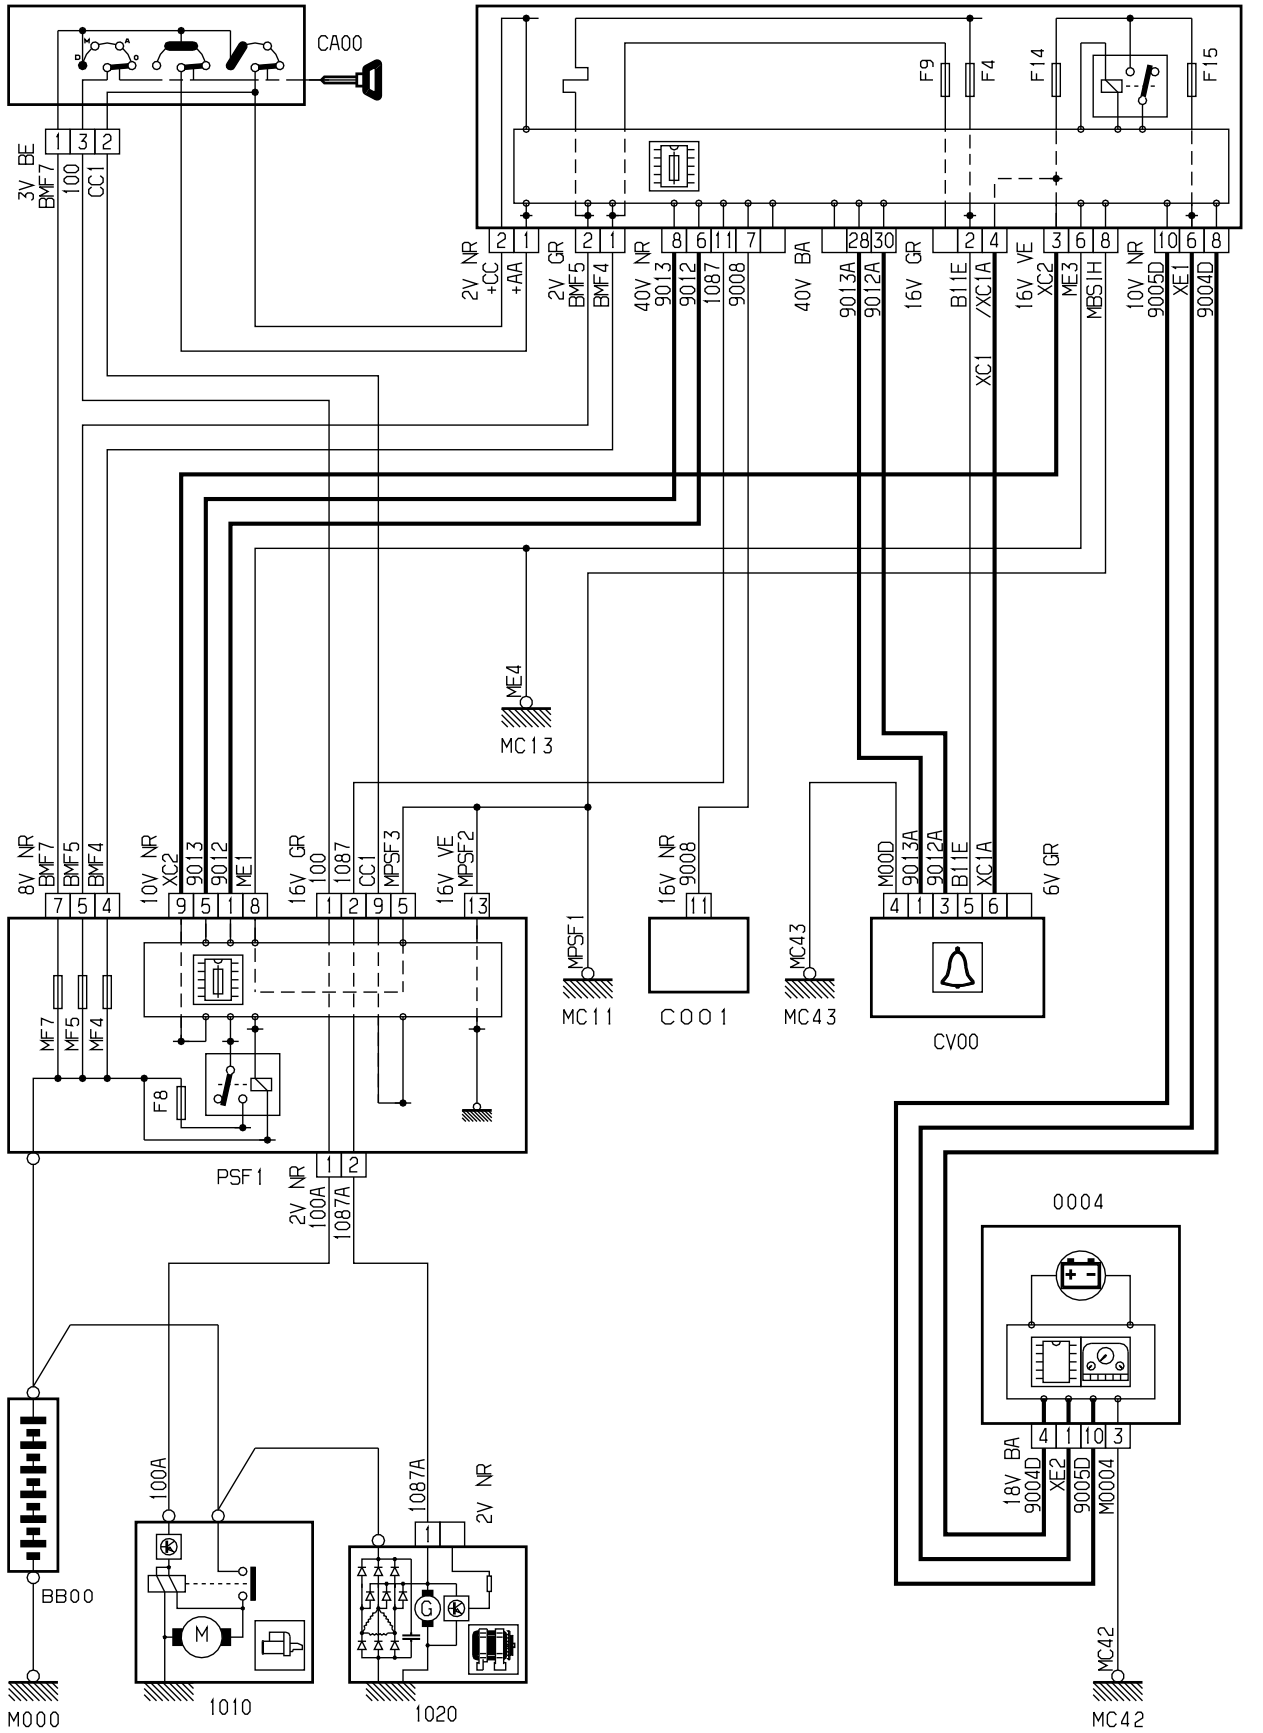 CA00
M A
D O
F9 F4 F14 F15
1 3 2
3V BE
BMF7
100
CC1
2 1 2 1 8 6 11 7 28 30 2 4 3 6 8 10 6 8
2V NR
+CC
+AA
2V GR
BMF5
BMF4
40V NR
9013
9012
1087
9008
40V BA
9013A
9012A
16V GR
B11E
/XC1A
XC1
16V VE
XC2
ME3
MBS1H
10V NR
9005D
XE1
9004D
ME4
MC13
8V NR
BMF7
BMF5
BMF4
10V NR
XC2
9013
9012
ME1
16V GR
100
1087
CC1
MPSF3
16V VE
MPSF2
16V NR
9008
M00D
9013A
9012A
B11E
XC1A
6V GR
7 5 4 9 5 1 8 1 2 9 5 13 11 4 1 3 5 6
MPSF1
MC11
C001
MC43
MC43
CV00
MF7
MF5
MF4
F8
PSF1
1 2
2V NR
100A
1087A
0004
+ -
4 1 10 3
18V BA
9004D
XE2
9005D
M0004
100A
1087A
2V NR
1
BB00
M
G
M000
1010
1020
MC42
MC42